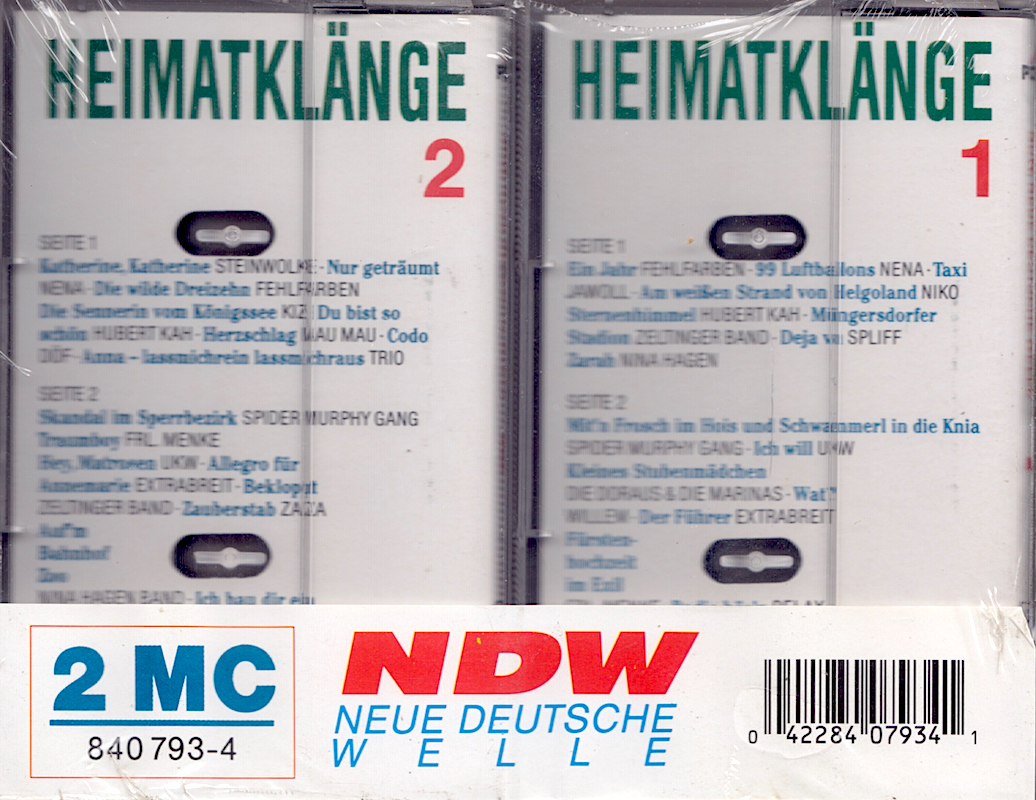 HEIMATKLÄNGE
2
SEITE 1
Katherine, Katherine STEINWOLKE - Nur geträumt
NENA - Die wilde Dreizehn FEHLFARBEN
Die Sennerin vom Königssee KIZ Du bist so
schön HUBERT KAH - Herzschlag MAU MAU - Codo
DÖF - Anna - lassmichrein lassmichraus TRIO
SEITE 2
Skandal im Sperrbezirk SPIDER MURPHY GANG
Traumboy FRL. MENKE
Hey, Matrosen UKW - Allegro für
Annemarie EXTRABREIT - Bekloppt
ZELTINGER BAND - Zauberstab ZAZA
Auf'm
Bahnhof
Zoo
NINA HAGEN BAND - Ich hau dir ein
HEIMATKLÄNGE
1
SEITE 1
Ein Jahr FEHLFARBEN - 99 Luftballons NENA - Taxi
JAWOLL - Am weißen Strand von Helgoland NIKO
Sternenhimmel HUBERT KAH - Müngersdorfer
Stadion ZELTINGER BAND - Deja vu SPLIFF
Zarah NINA HAGEN
SEITE 2
Mit'n Frosch im Hois und Schwammerl in die Knia
SPIDER MURPHY GANG - Ich will UKW
Kleines Stubenmädchen
DIE DORAUS & DIE MARINAS - Wat?
WILLEM - Der Führer EXTRABREIT
Fürsten-
hochzeit
im Exil
2 MC
840 793-4
NDW
NEUE DEUTSCHE
WELLE
0 42284 07934 1